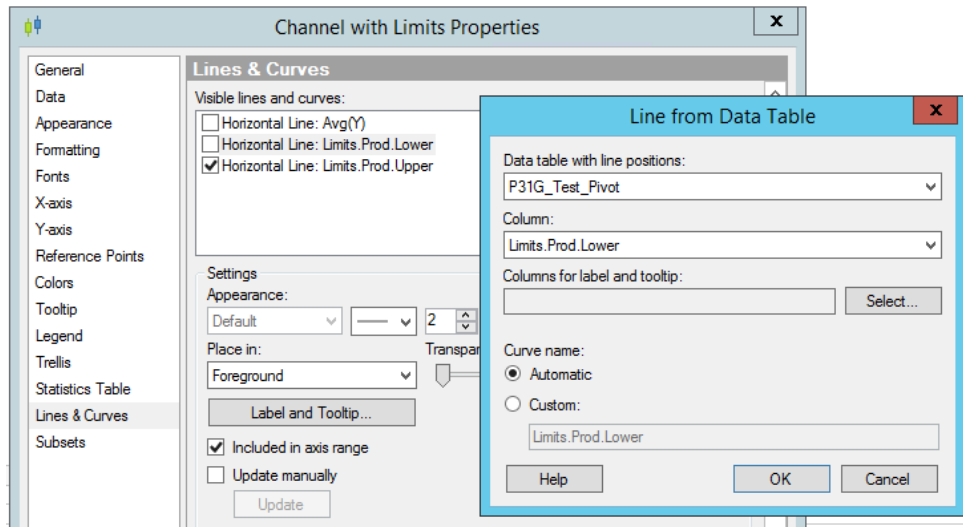 Channel with Limits Properties
x
General
Data
Appearance
Formatting
Fonts
X-axis
Y-axis
Reference Points
Colors
Tooltip
Legend
Trellis
Statistics Table
Lines & Curves
Subsets
Lines & Curves
Visible lines and curves:
Horizontal Line: Avg(Y)
Horizontal Line: Limits.Prod.Lower
Horizontal Line: Limits.Prod.Upper
Settings
Appearance:
Default
2
Place in:
Transpar
Foreground
Label and Tooltip...
Included in axis range
Update manually
Update
Line from Data Table
x
Data table with line positions:
P31G_Test_Pivot
Column:
Limits.Prod.Lower
Columns for label and tooltip:
Select...
Curve name:
Automatic
Custom:
Limits.Prod.Lower
Help
OK
Cancel